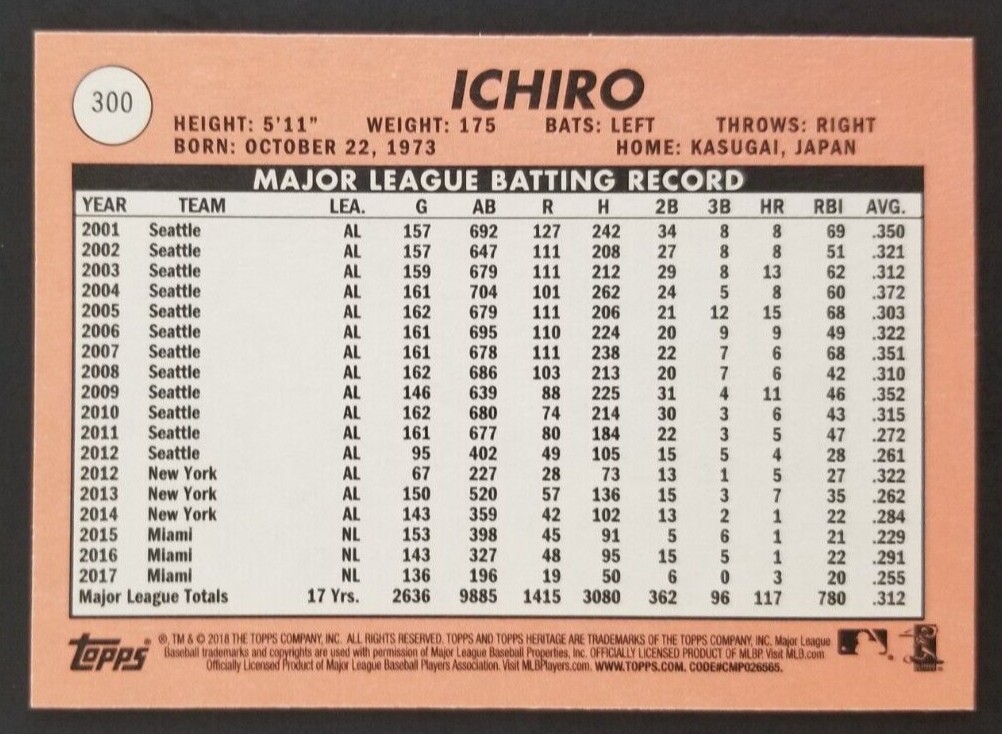 300
ICHIRO
HEIGHT: 5'11" WEIGHT: 175 BATS: LEFT THROWS: RIGHT
BORN: OCTOBER 22, 1973 HOME: KASUGAI, JAPAN
MAJOR LEAGUE BATTING RECORD
YEAR TEAM LEA. G AB R H 2B 3B HR RBI AVG.
2001 Seattle AL 157 692 127 242 34 8 8 69 .350
2002 Seattle AL 157 647 111 208 27 8 8 51 .321
2003 Seattle AL 159 679 111 212 29 8 13 62 .312
2004 Seattle AL 161 704 101 262 24 5 8 60 .372
2005 Seattle AL 162 679 111 206 21 12 15 68 .303
2006 Seattle AL 161 695 110 224 20 9 9 49 .322
2007 Seattle AL 161 678 111 238 22 7 6 68 .351
2008 Seattle AL 162 686 103 213 20 7 6 42 .310
2009 Seattle AL 146 639 88 225 31 4 11 46 .352
2010 Seattle AL 162 680 74 214 30 3 6 43 .315
2011 Seattle AL 161 677 80 184 22 3 5 47 .272
2012 Seattle AL 95 402 49 105 15 5 4 28 .261
2012 New York AL 67 227 28 73 13 1 5 27 .322
2013 New York AL 150 520 57 136 15 3 7 35 .262
2014 New York AL 143 359 42 102 13 2 1 22 .284
2015 Miami NL 153 398 45 91 5 6 1 21 .229
2016 Miami NL 143 327 48 95 15 5 1 22 .291
2017 Miami NL 136 196 19 50 6 0 3 20 .255
Major League Totals 17 Yrs. 2636 9885 1415 3080 362 96 117 780 .312
Topps ®, TM & © 2018 THE TOPPS COMPANY, INC. ALL RIGHTS RESERVED. TOPPS AND TOPPS HERITAGE ARE TRADEMARKS OF THE TOPPS COMPANY, INC. Major League
Baseball trademarks and copyrights are used with permission of Major League Baseball Properties, Inc. OFFICIALLY LICENSED PRODUCT OF MLBP. Visit MLB.com
Officially Licensed Product of Major League Baseball Players Association. Visit MLBPlayers.com. WWW.TOPPS.COM. CODE#CMP026565.